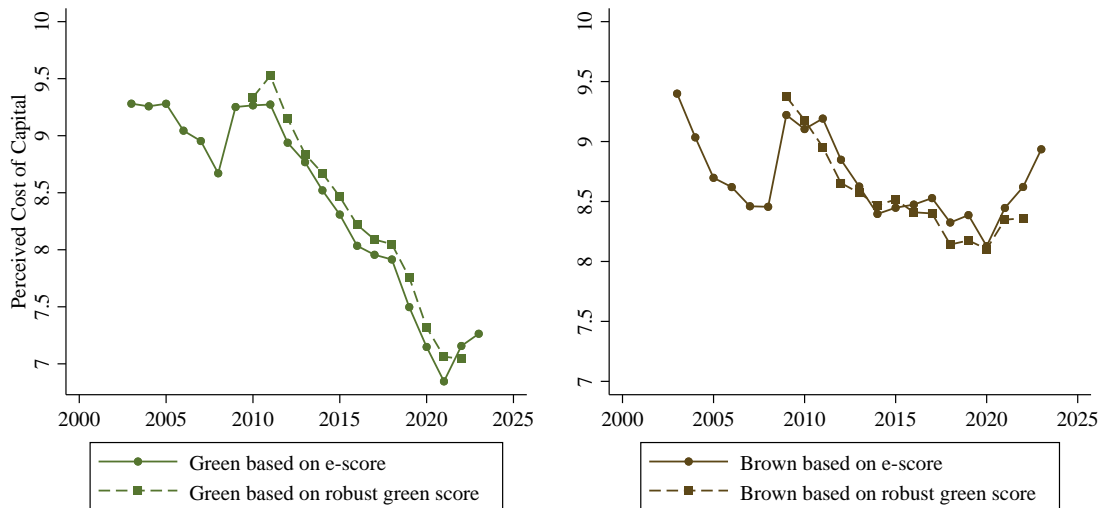 Perceived Cost of Capital
10
9.5
9
8.5
8
7.5
7
2000 2005 2010 2015 2020 2025
Green based on e-score
Green based on robust green score
10
9.5
9
8.5
8
7.5
7
2000 2005 2010 2015 2020 2025
Brown based on e-score
Brown based on robust green score